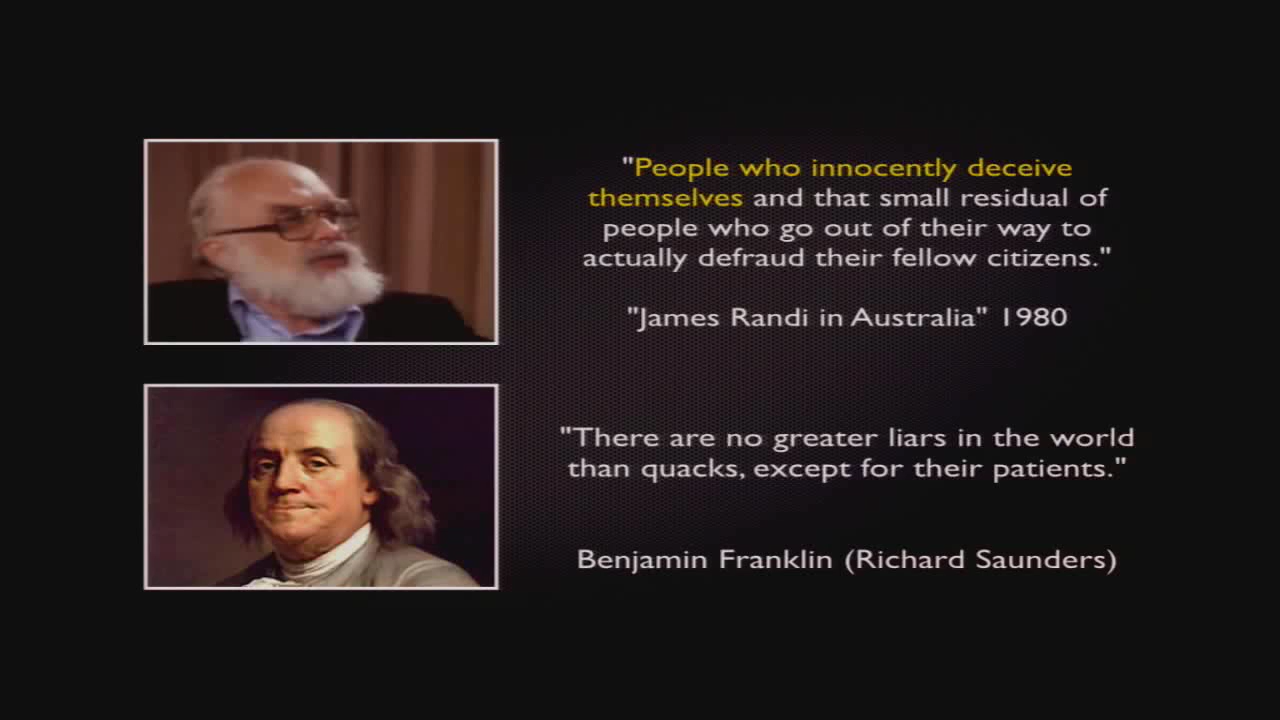 "People who innocently deceive
themselves and that small residual of
people who go out of their way to
actually defraud their fellow citizens."
"James Randi in Australia" 1980
"There are no greater liars in the world
than quacks, except for their patients."
Benjamin Franklin (Richard Saunders)